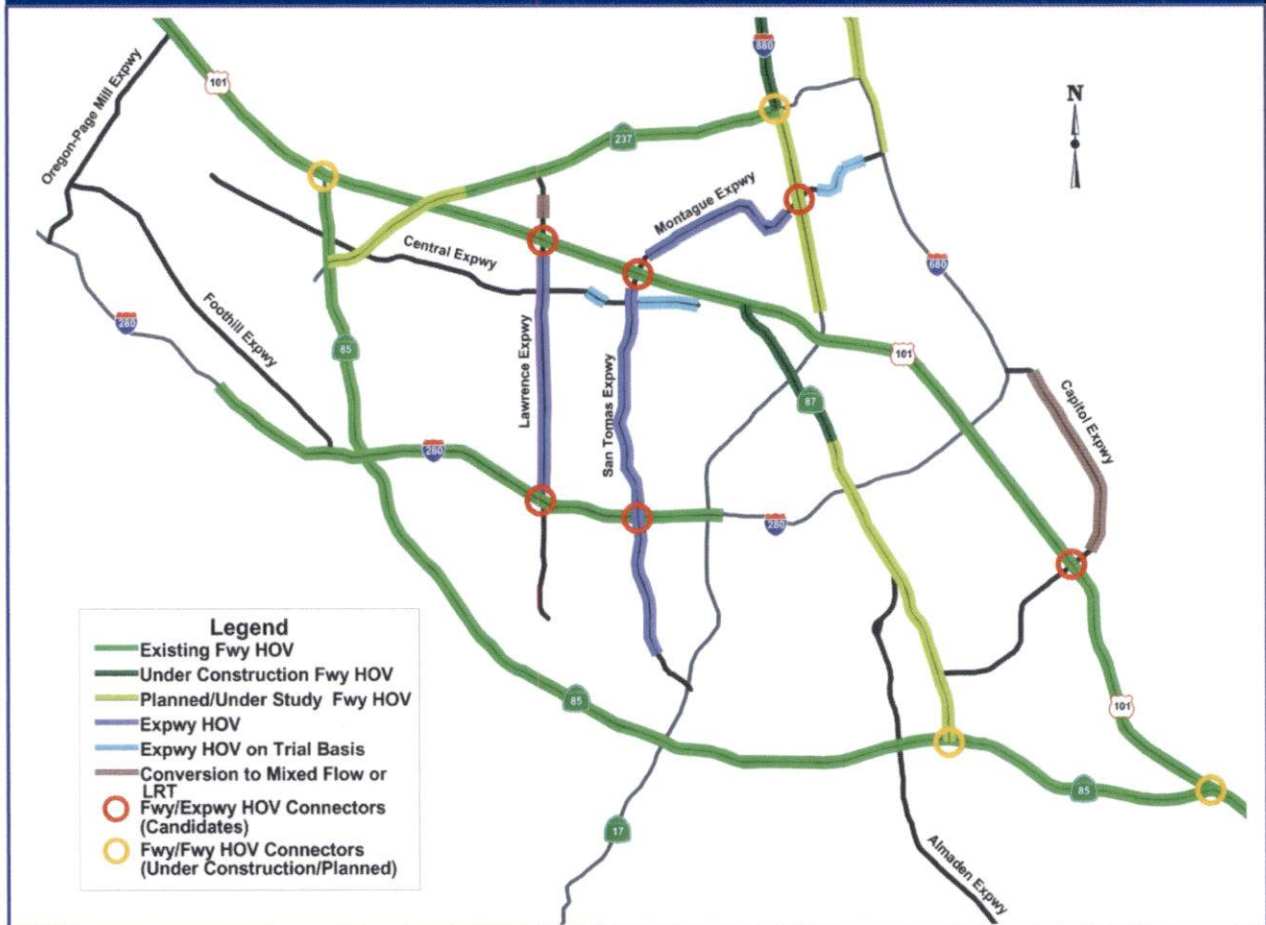 880
101
Oregon-Page Mill Expwy
237
N
Montague Expwy
Central Expwy
680
280
Foothill Expwy
85
101
Lawrence Expwy
San Tomas Expwy
87
Capitol Expwy
280
280
Legend
Existing Fwy HOV
Under Construction Fwy HOV
Planned/Under Study Fwy HOV
Expwy HOV
Expwy HOV on Trial Basis
Conversion to Mixed Flow or
LRT
Fwy/Expwy HOV Connectors
(Candidates)
Fwy/Fwy HOV Connectors
(Under Construction/Planned)
85
101
85
17
Almaden Expwy